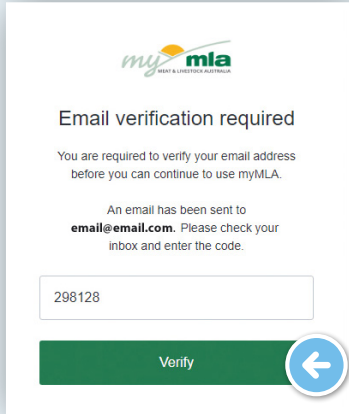 my mla
MEAT & LIVESTOCK AUSTRALIA
Email verification required
You are required to verify your email address
before you can continue to use myMLA.
An email has been sent to
email@email.com. Please check your
inbox and enter the code.
298128
Verify